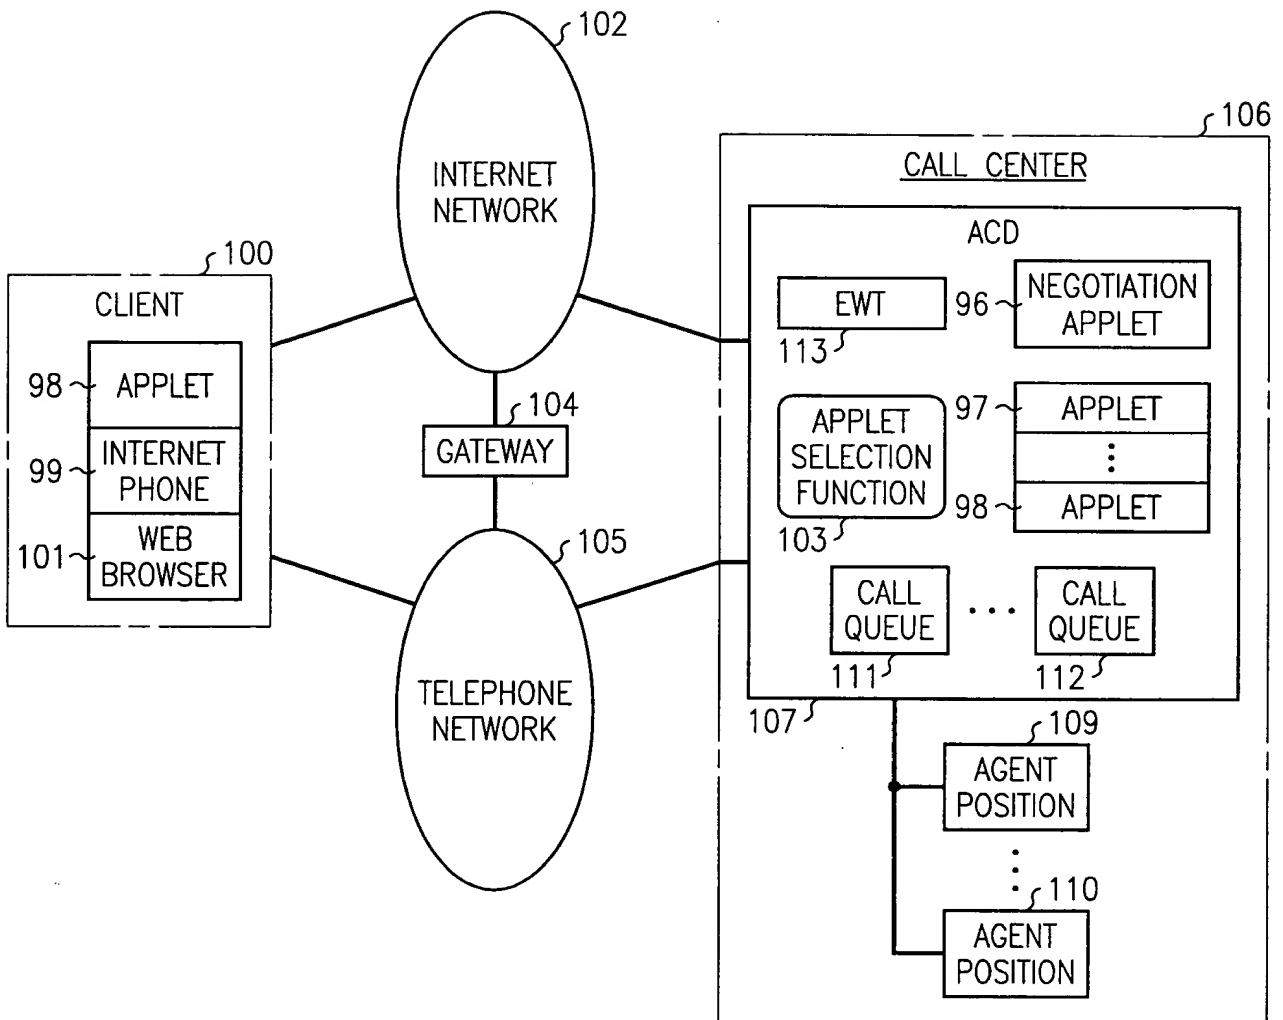 102
INTERNET
NETWORK
106
CALL CENTER
ACD
EWT
113
96
NEGOTIATION
APPLET
100
CLIENT
98
APPLET
99
INTERNET
PHONE
101
WEB
BROWSER
104
GATEWAY
APPLET
SELECTION
FUNCTION
103
97
APPLET
98
APPLET
105
TELEPHONE
NETWORK
CALL
QUEUE
111
CALL
QUEUE
112
107
109
AGENT
POSITION
110
AGENT
POSITION